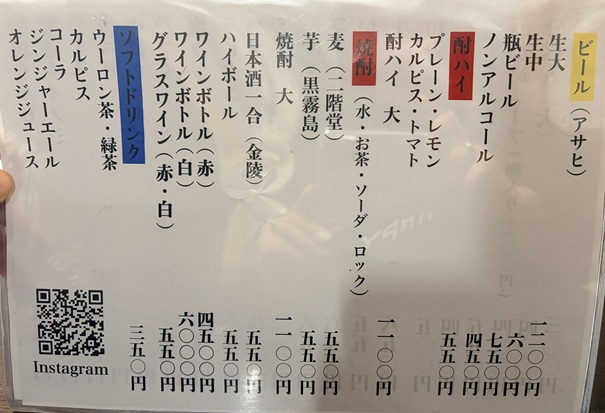 ビール（アサヒ）
生大 一一〇〇円
生中 六〇〇円
瓶ビール 七五〇円
ノンアルコール 四五〇円
酎ハイ
プレーン・レモン 五五〇円
カルピス・トマト
酎ハイ 大
焼酎（水・お茶・ソーダ・ロック）
麦（二階堂） 五五〇円
芋（黒霧島） 五五〇円
焼酎 大 一一〇〇円
日本酒一合（金陵） 五五〇円
ハイボール 五五〇円
ワインボトル（赤） 四五〇〇円
ワインボトル（白） 六〇〇〇円
グラスワイン（赤・白） 五五〇円
ソフトドリンク 三五〇円
ウーロン茶・緑茶
カルピス
コーラ
ジンジャーエール
オレンジジュース
Instagram